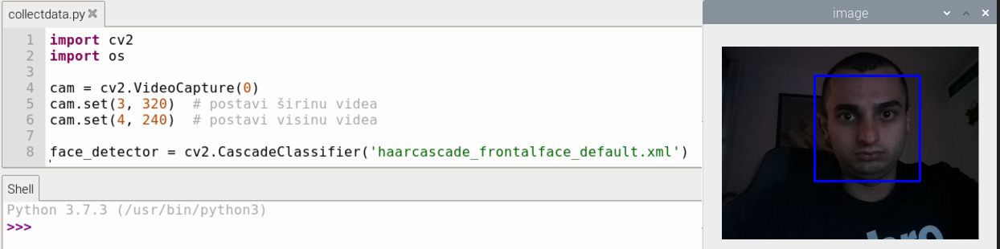 collectdata.py
1 import cv2
2 import os
3
4 cam = cv2.VideoCapture(0)
5 cam.set(3, 320)  # postavi širinu videa
6 cam.set(4, 240)  # postavi visinu videa
7
8 face_detector = cv2.CascadeClassifier('haarcascade_frontalface_default.xml')
Shell
Python 3.7.3 (/usr/bin/python3)
>>>
image